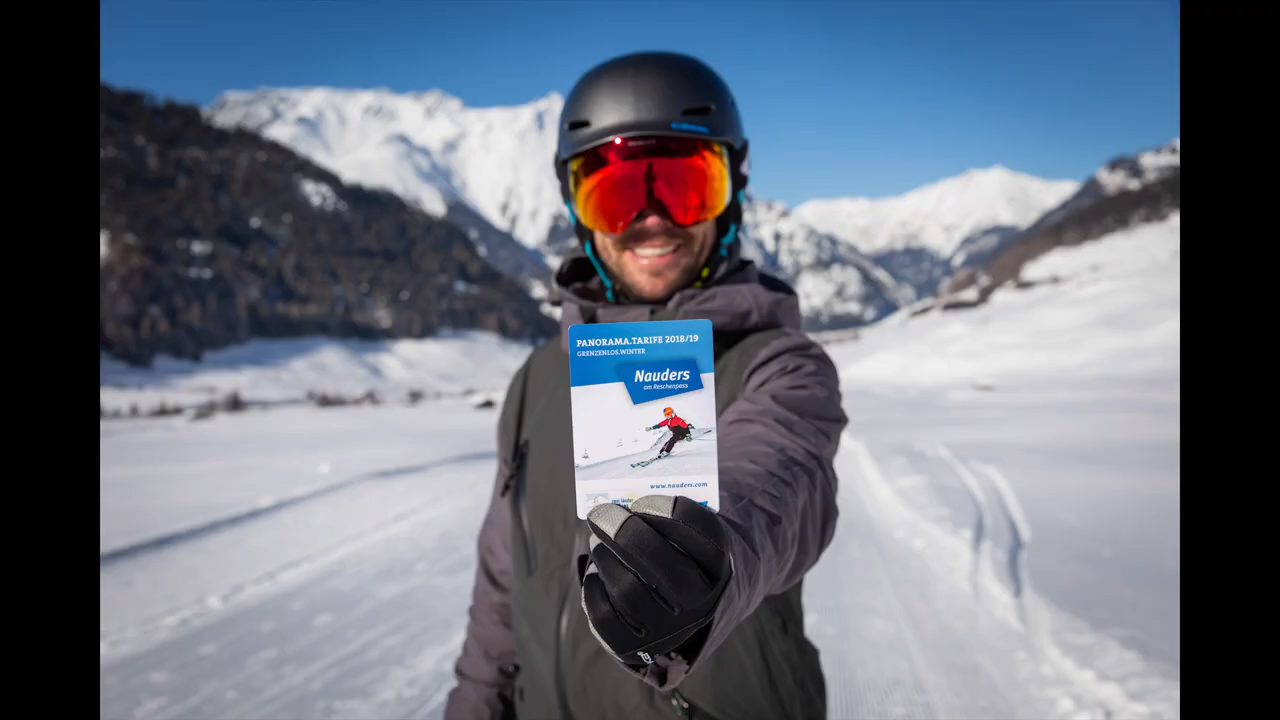 PANORAMA.TARIFE 2018/19
GRENZENLOS.WINTER
Nauders
am Reschenpass
www.nauders.com